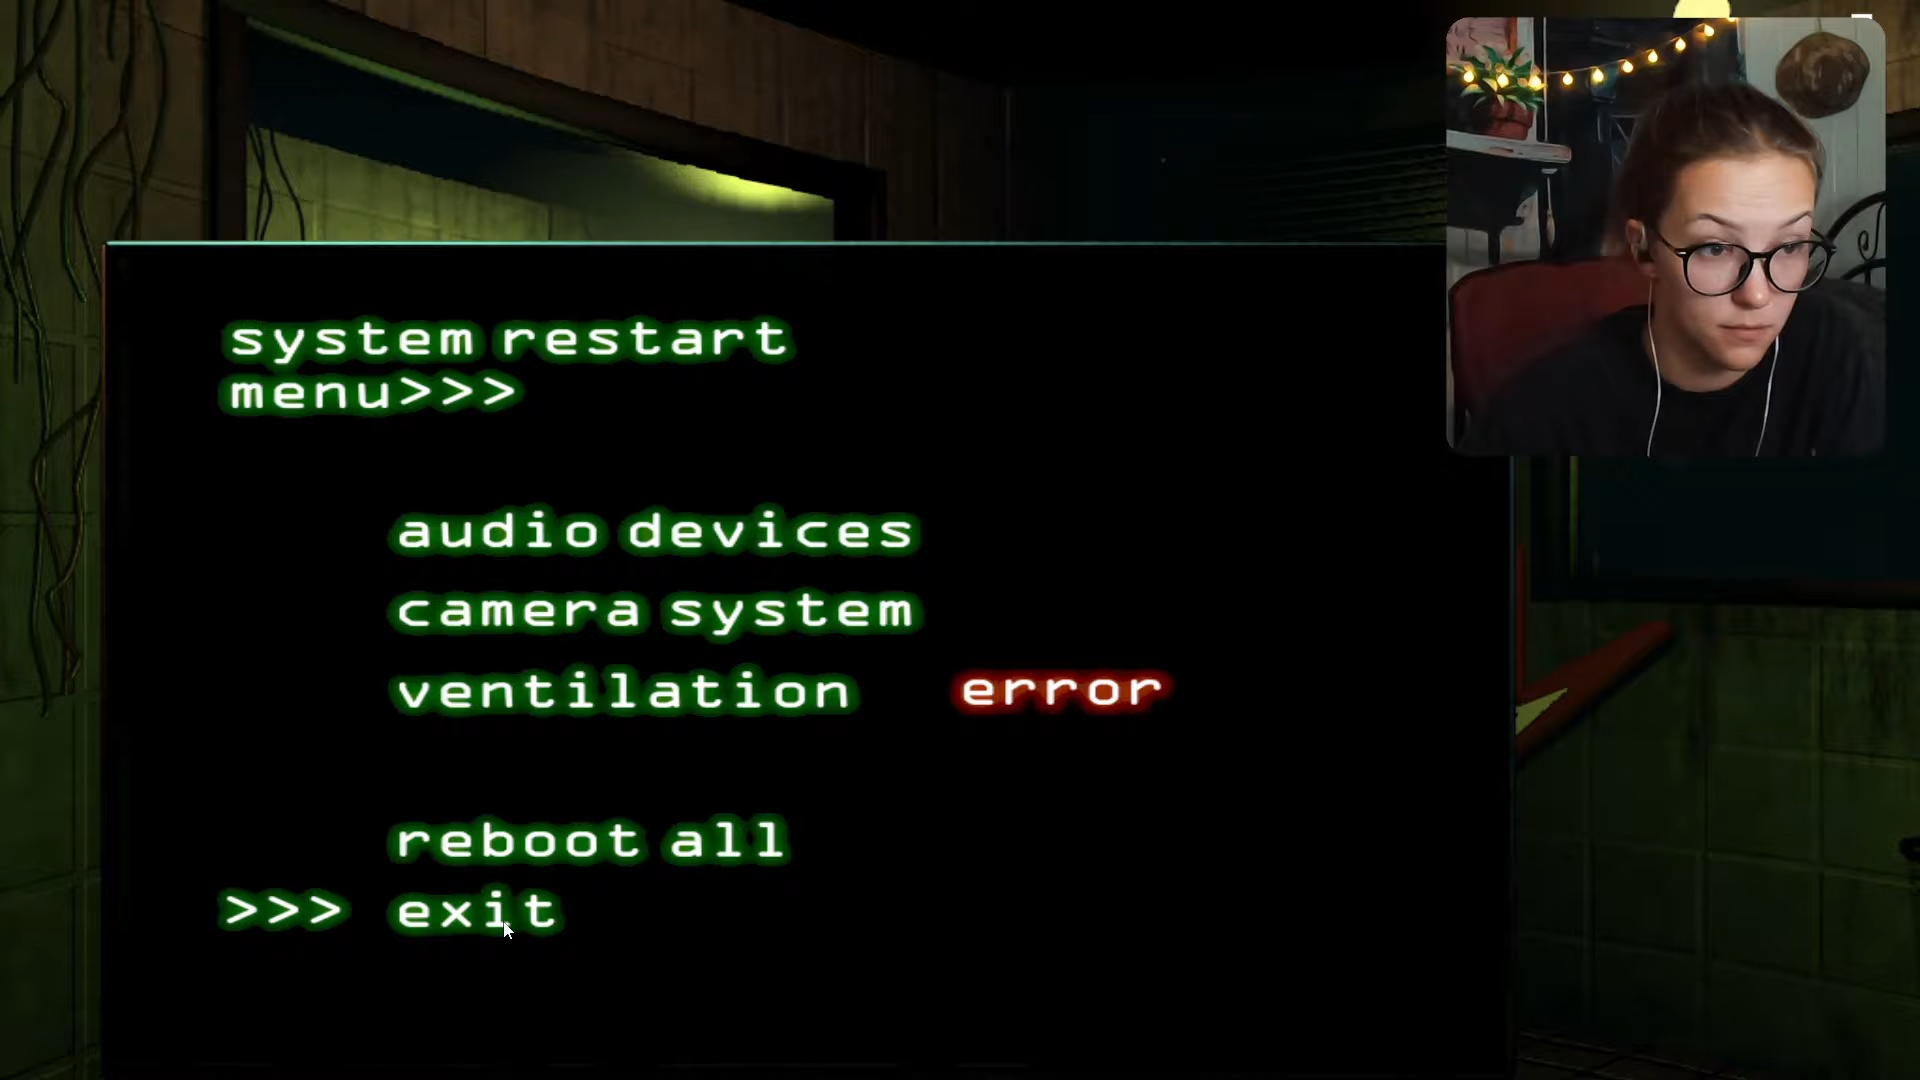 system restart
menu>>>
audio devices
camera system
ventilation error
reboot all
>>> exit